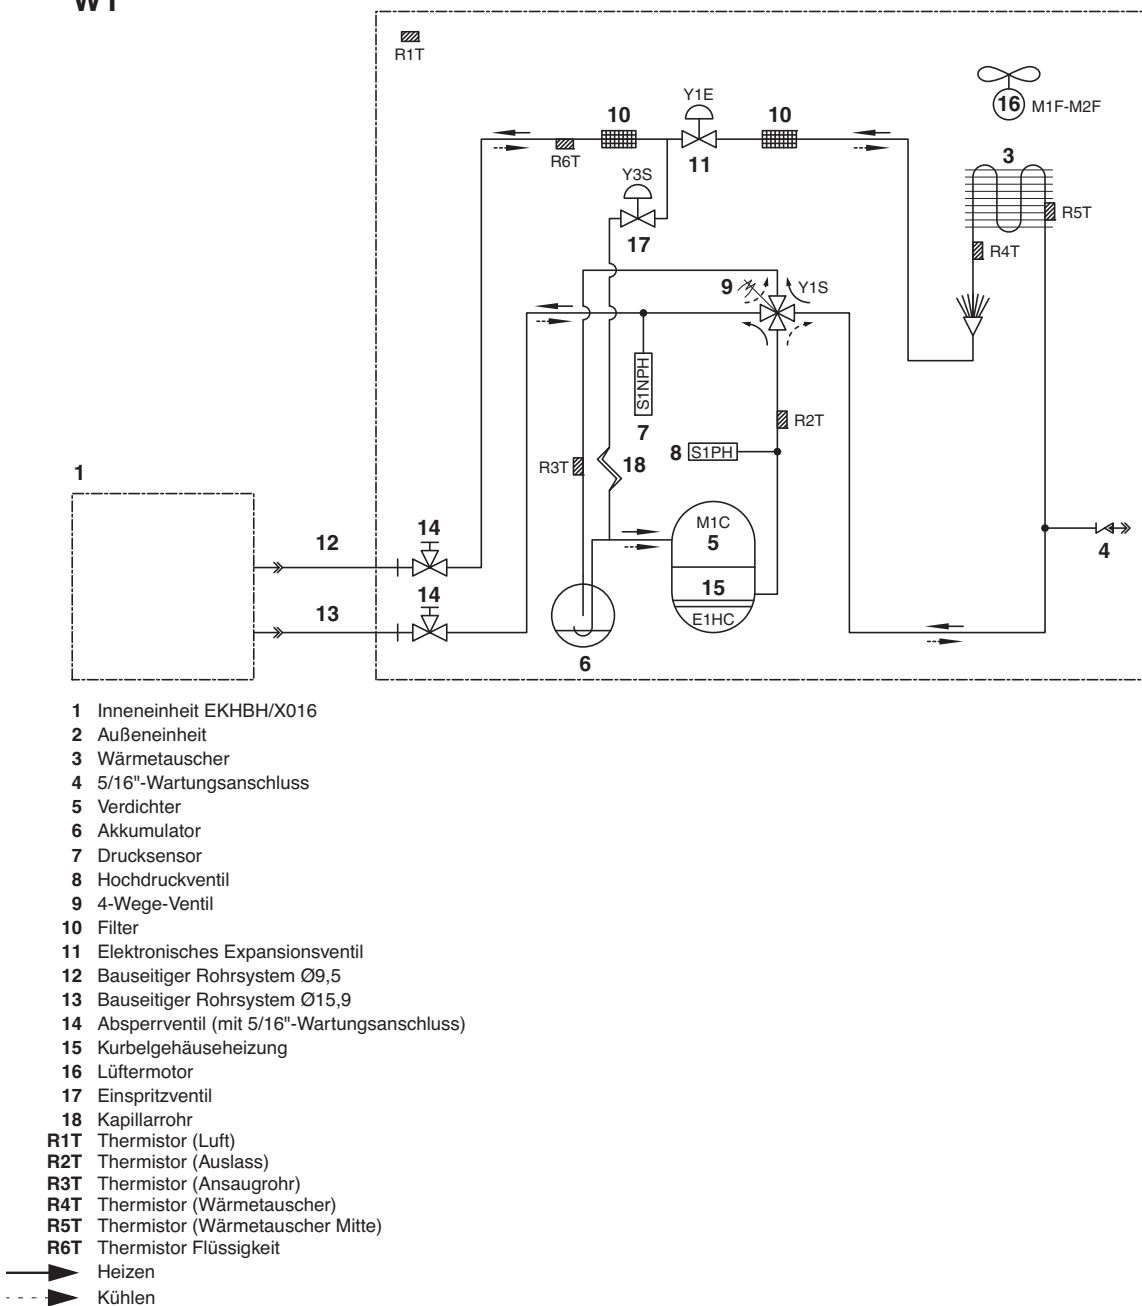 W1
R1T
16 M1F-M2F
Y1E
10
10
R6T
11
3
Y3S
R5T
17
R4T
9
Y1S
S1NPH
7
R2T
8 S1PH
R3T
18
1
M1C
5
14
12
4
15
14
13
E1HC
6
1 Inneneinheit EKHBH/X016
2 Außeneinheit
3 Wärmetauscher
4 5/16"-Wartungsanschluss
5 Verdichter
6 Akkumulator
7 Drucksensor
8 Hochdruckventil
9 4-Wege-Ventil
10 Filter
11 Elektronisches Expansionsventil
12 Bauseitiger Rohrsystem Ø9,5
13 Bauseitiger Rohrsystem Ø15,9
14 Absperrventil (mit 5/16"-Wartungsanschluss)
15 Kurbelgehäuseheizung
16 Lüftermotor
17 Einspritzventil
18 Kapillarrohr
R1T Thermistor (Luft)
R2T Thermistor (Auslass)
R3T Thermistor (Ansaugrohr)
R4T Thermistor (Wärmetauscher)
R5T Thermistor (Wärmetauscher Mitte)
R6T Thermistor Flüssigkeit
Heizen
Kühlen